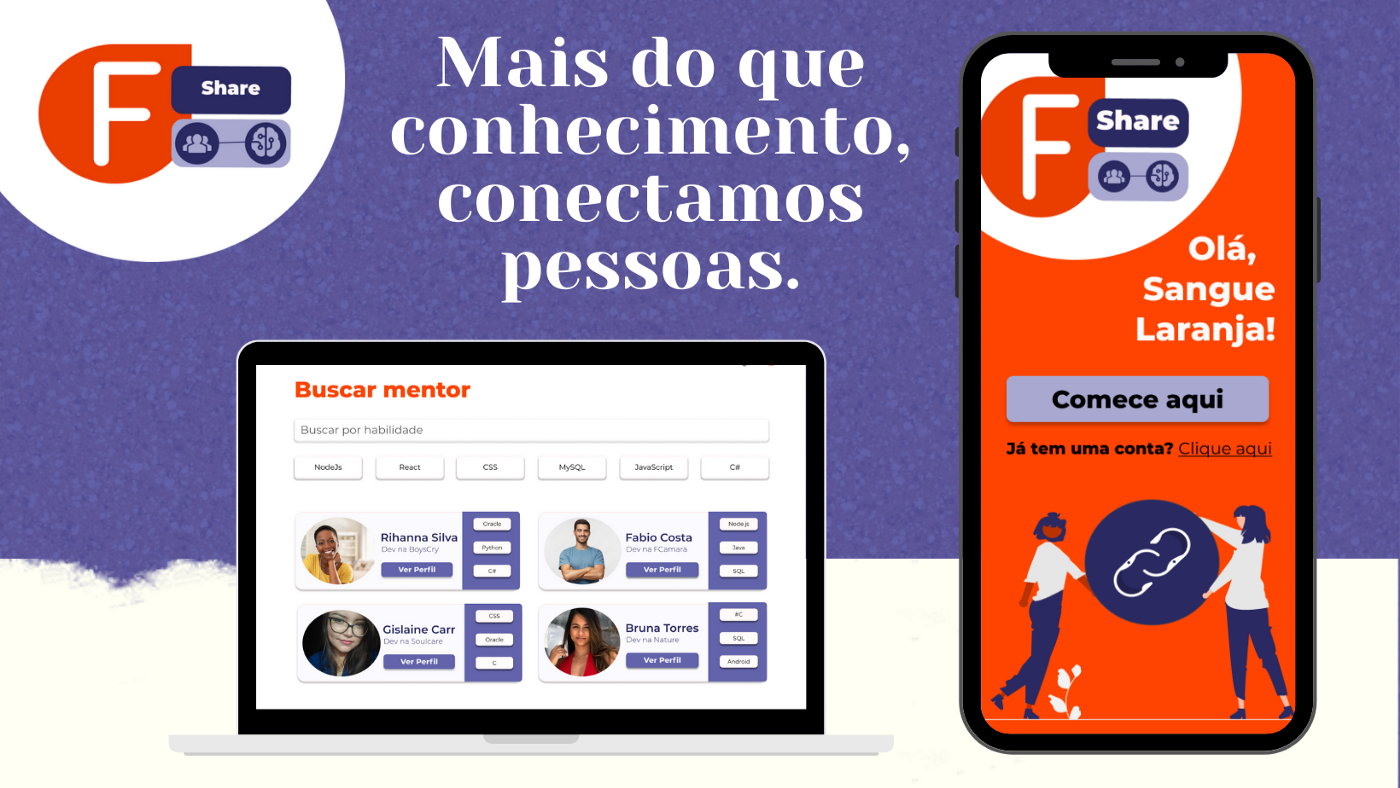 F
Share
Mais do que
conhecimento,
conectamos
pessoas.
Buscar mentor
Buscar por habilidade
NodeJs
React
CSS
MySQL
JavaScript
C#
Rihanna Silva
Dev na BoysCry
Ver Perfil
Oracle
Python
C#
Fabio Costa
Dev na FCamara
Ver Perfil
Node.js
Java
SQL
Gislaine Carr
Dev na Soulcare
Ver Perfil
CSS
Oracle
C
Bruna Torres
Dev na Nature
Ver Perfil
#C
SQL
Android
F
Share
Olá,
Sangue
Laranja!
Comece aqui
Já tem uma conta? Clique aqui